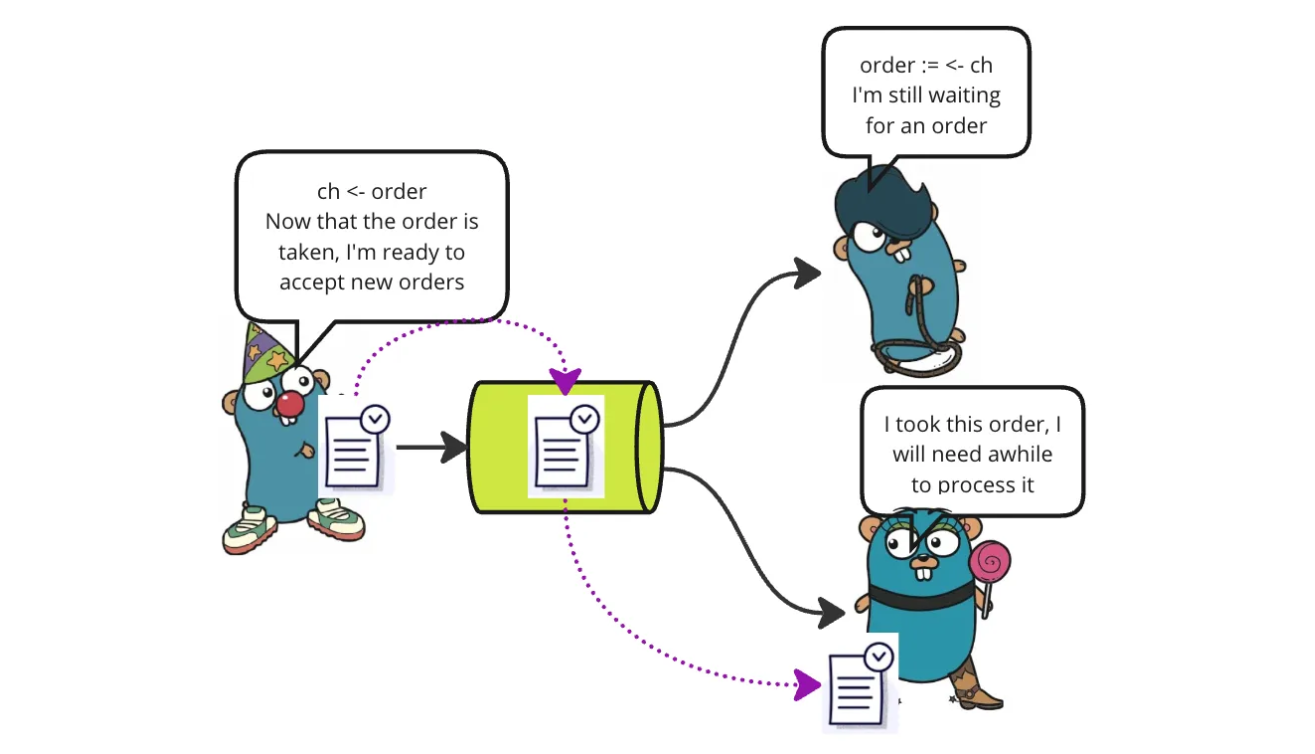 order := <- ch
I'm still waiting
for an order
ch <- order
Now that the order is
taken, I'm ready to
accept new orders
I took this order, I
will need awhile
to process it